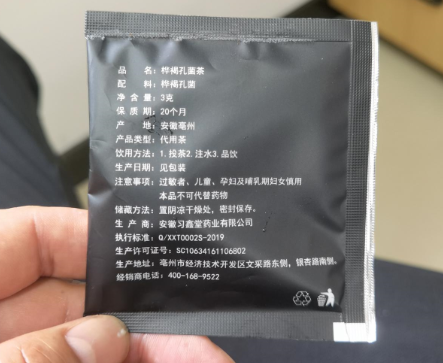 品　　名：桦褐孔菌茶
配　　料：桦褐孔菌
净 含 量：3克
保 质 期：20个月
产　　地：安徽亳州
产品类型：代用茶
饮用方法：1. 投茶2. 注水3. 品饮
生产日期：见包装
注意事项：过敏者、儿童、孕妇及哺乳期妇女慎用
本品不可代替药物
储藏方法：置阴凉干燥处，密封保存。
生 产 商：安徽习鑫堂药业有限公司
执行标准：Q/XXT0002S-2019
生产许可证号：SC10634161106802
生产地址：亳州市经济技术开发区文采路东侧，银杏路南侧。
经销商电话：400-168-9522